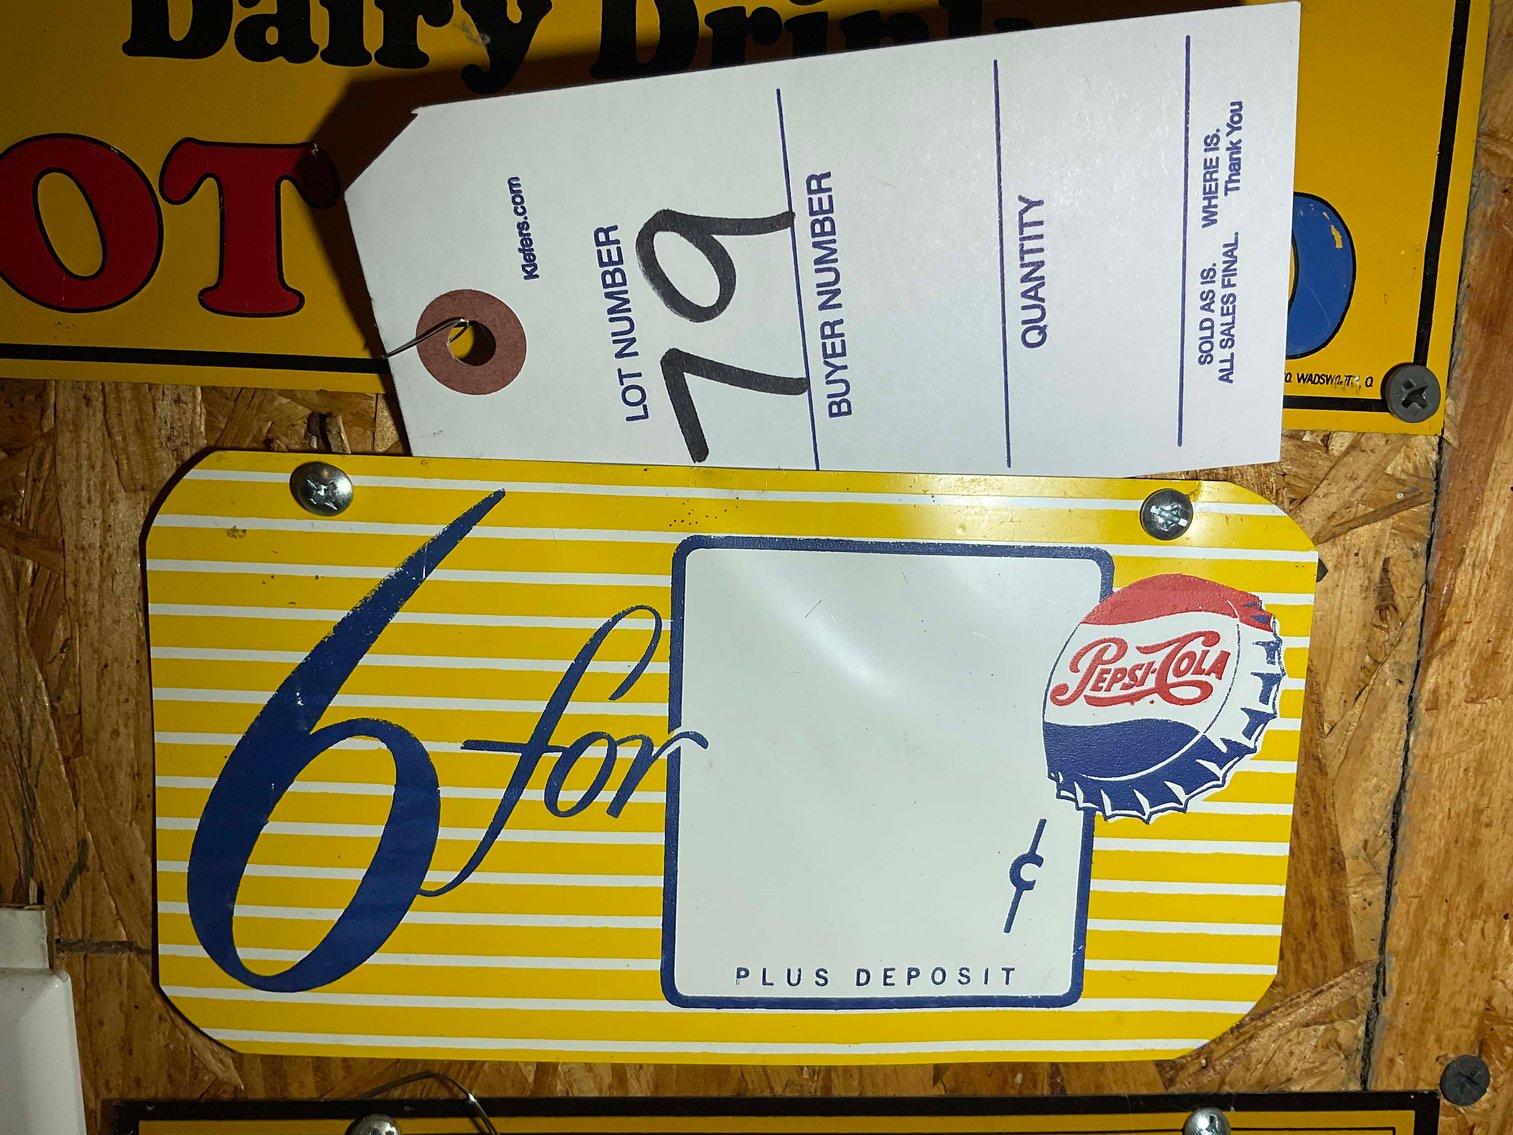 Dairy Drink
OT
Kiefers.com
LOT NUMBER
79
BUYER NUMBER
QUANTITY
SOLD AS IS. WHERE IS.
ALL SALES FINAL. Thank You
6 for
PEPSI-COLA
¢
PLUS DEPOSIT